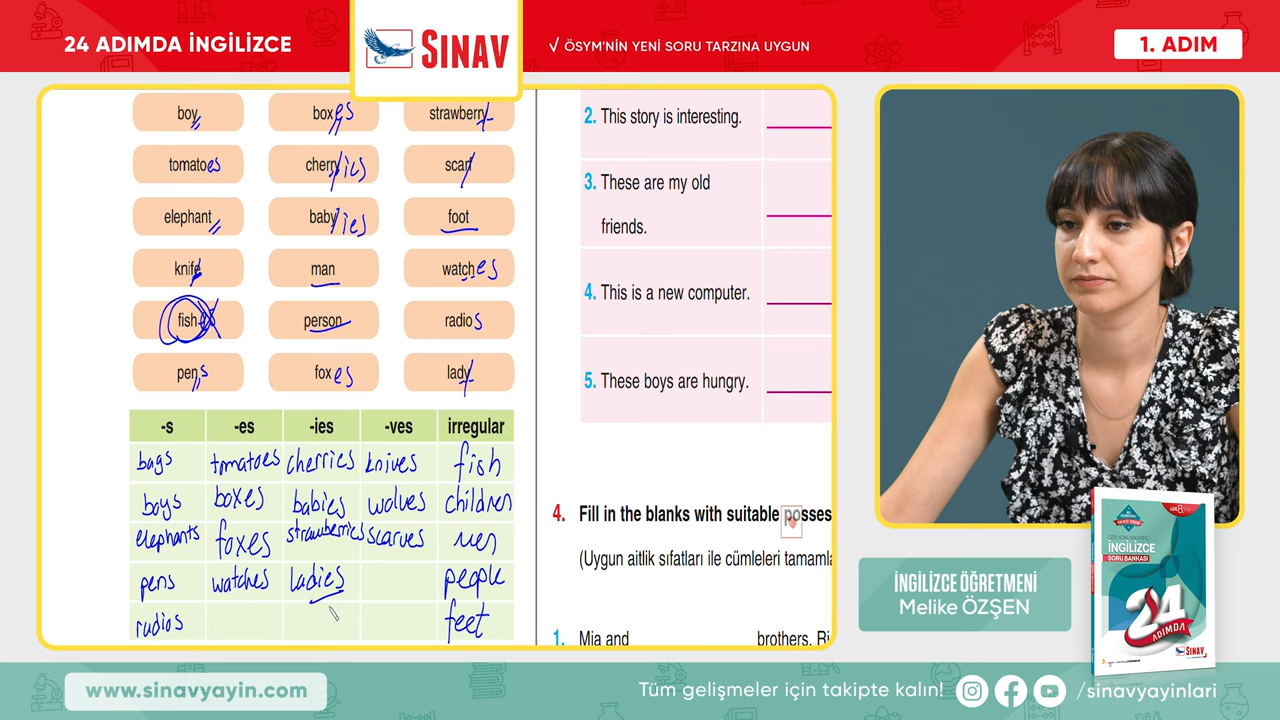 24 ADIMDA İNGİLİZCE
SINAV
√ ÖSYM'NİN YENİ SORU TARZINA UYGUN
1. ADIM
boy boxes strawberry
tomatoes cherry/ies scarf
elephant baby/ies foot
knife man watches
fishes person radios
pens foxes lady
-s -es -ies -ves irregular
bags tomatoes cherries knives fish
boys boxes babies wolves children
elephants foxes strawberries scarves men
pens watches ladies people
radios feet
2. This story is interesting.
3. These are my old
friends.
4. This is a new computer.
5. These boys are hungry.
4. Fill in the blanks with suitable posses
(Uygun aitlik sıfatları ile cümleleri tamamla
1. Mia and brothers. Ri
İNGİLİZCE ÖĞRETMENİ
Melike ÖZŞEN
LGS 8
İNGİLİZCE
SORU BANKASI
24
ADIMDA
SINAV
www.sinavyayin.com
Tüm gelişmeler için takipte kalın!
/sinavyayinlari